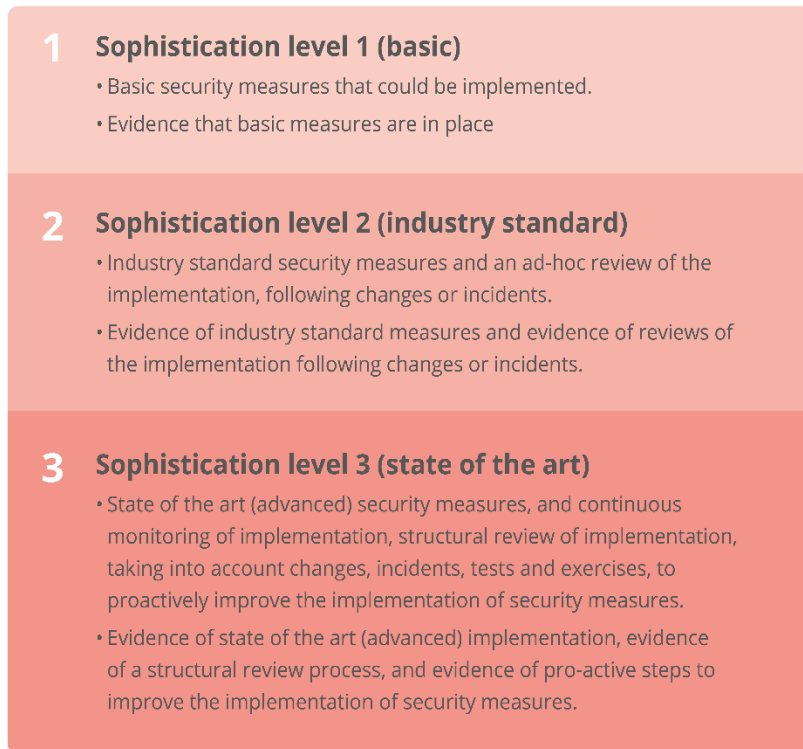 1 Sophistication level 1 (basic)
• Basic security measures that could be implemented.
• Evidence that basic measures are in place
2 Sophistication level 2 (industry standard)
• Industry standard security measures and an ad-hoc review of the
implementation, following changes or incidents.
• Evidence of industry standard measures and evidence of reviews of
the implementation following changes or incidents.
3 Sophistication level 3 (state of the art)
• State of the art (advanced) security measures, and continuous
monitoring of implementation, structural review of implementation,
taking into account changes, incidents, tests and exercises, to
proactively improve the implementation of security measures.
• Evidence of state of the art (advanced) implementation, evidence
of a structural review process, and evidence of pro-active steps to
improve the implementation of security measures.